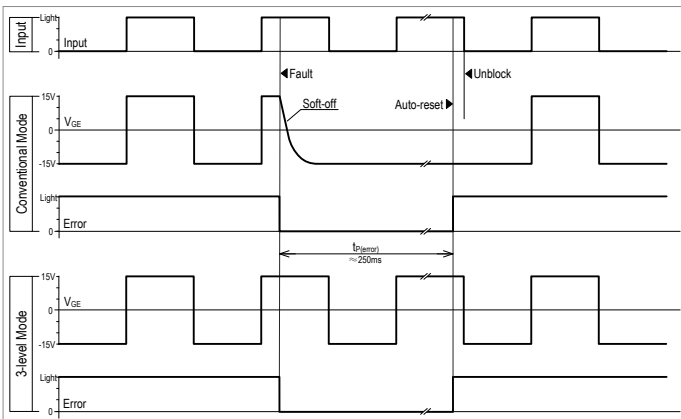 Input
Light
0
Input
Fault
Unblock
Conventional Mode
15V
0
-15V
VGE
Soft-off
Auto-reset
Light
0
Error
tP(error)
≈250ms
3-level Mode
15V
0
-15V
VGE
Light
0
Error